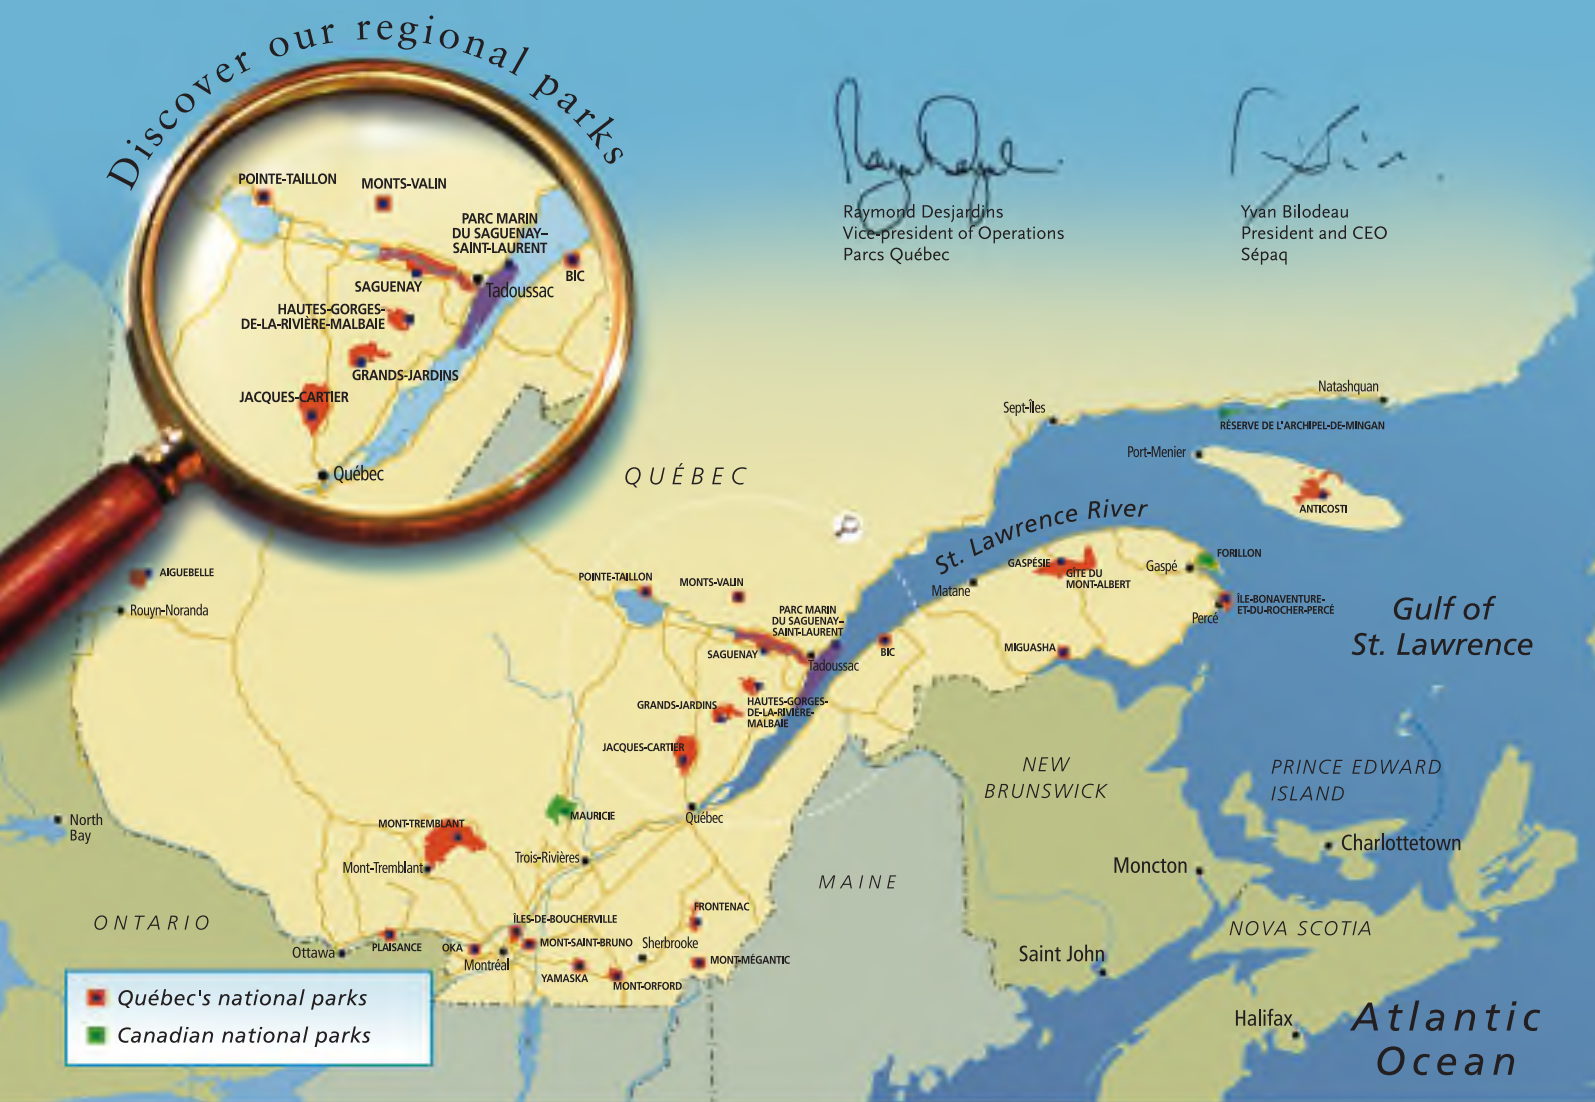 Discover our regional parks
Raymond Desjardins
Vice-president of Operations
Parcs Québec
Yvan Bilodeau
President and CEO
Sépaq
POINTE-TAILLON
MONTS-VALIN
PARC MARIN
DU SAGUENAY–
SAINT-LAURENT
BIC
SAGUENAY
Tadoussac
HAUTES-GORGES-
DE-LA-RIVIÈRE-MALBAIE
GRANDS-JARDINS
JACQUES-CARTIER
Québec
QUÉBEC
Natashquan
Sept-Îles
RÉSERVE DE L'ARCHIPEL-DE-MINGAN
Port-Menier
ANTICOSTI
St. Lawrence River
GASPÉSIE
GÎTE DU
MONT-ALBERT
Gaspé
FORILLON
Matane
ÎLE-BONAVENTURE-
ET-DU-ROCHER-PERCÉ
Percé
Gulf of
St. Lawrence
MIGUASHA
AIGUEBELLE
Rouyn-Noranda
POINTE-TAILLON
MONTS-VALIN
PARC MARIN
DU SAGUENAY–
SAINT-LAURENT
SAGUENAY
Tadoussac
BIC
GRANDS-JARDINS
HAUTES-GORGES-
DE-LA-RIVIÈRE-
MALBAIE
JACQUES-CARTIER
Québec
NEW
BRUNSWICK
PRINCE EDWARD
ISLAND
Charlottetown
North
Bay
MONT-TREMBLANT
MAURICIE
Mont-Tremblant
Trois-Rivières
Moncton
MAINE
ONTARIO
FRONTENAC
ÎLES-DE-BOUCHERVILLE
NOVA SCOTIA
Ottawa
PLAISANCE
OKA
Montréal
MONT-SAINT-BRUNO
Sherbrooke
MONT-MÉGANTIC
YAMASKA
MONT-ORFORD
Saint John
Halifax
Atlantic
Ocean
Québec's national parks
Canadian national parks